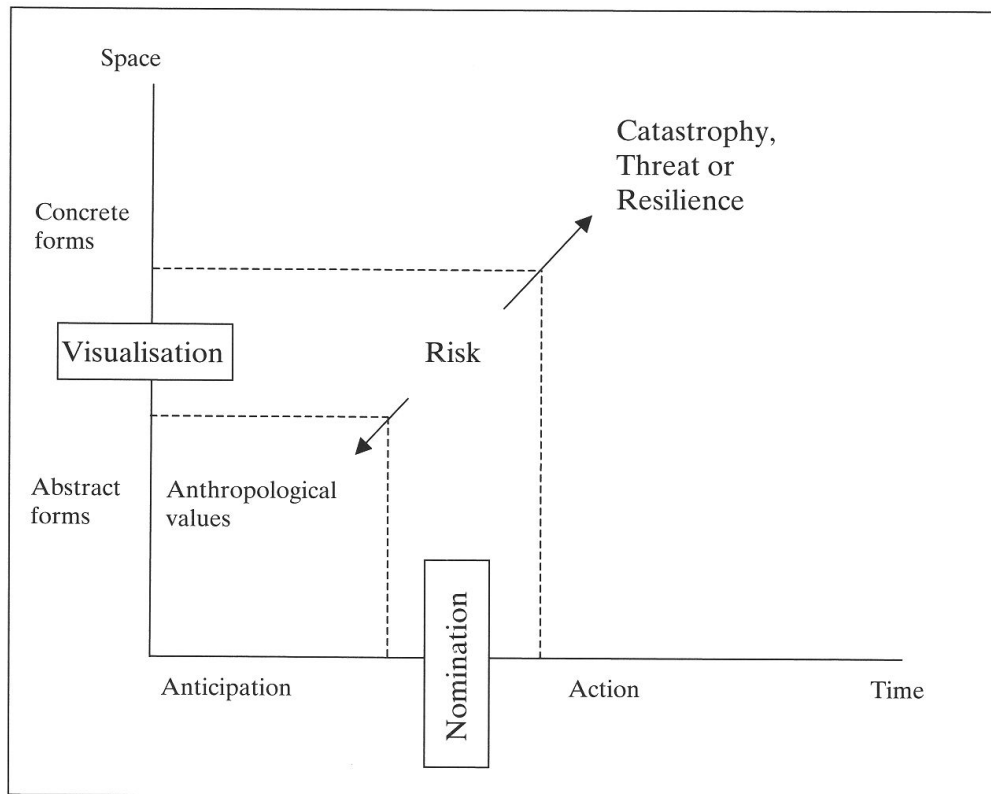 Space
Catastrophy,
Threat or
Resilience
Concrete
forms
Visualisation
Risk
Abstract
forms
Anthropological
values
Nomination
Anticipation
Action
Time